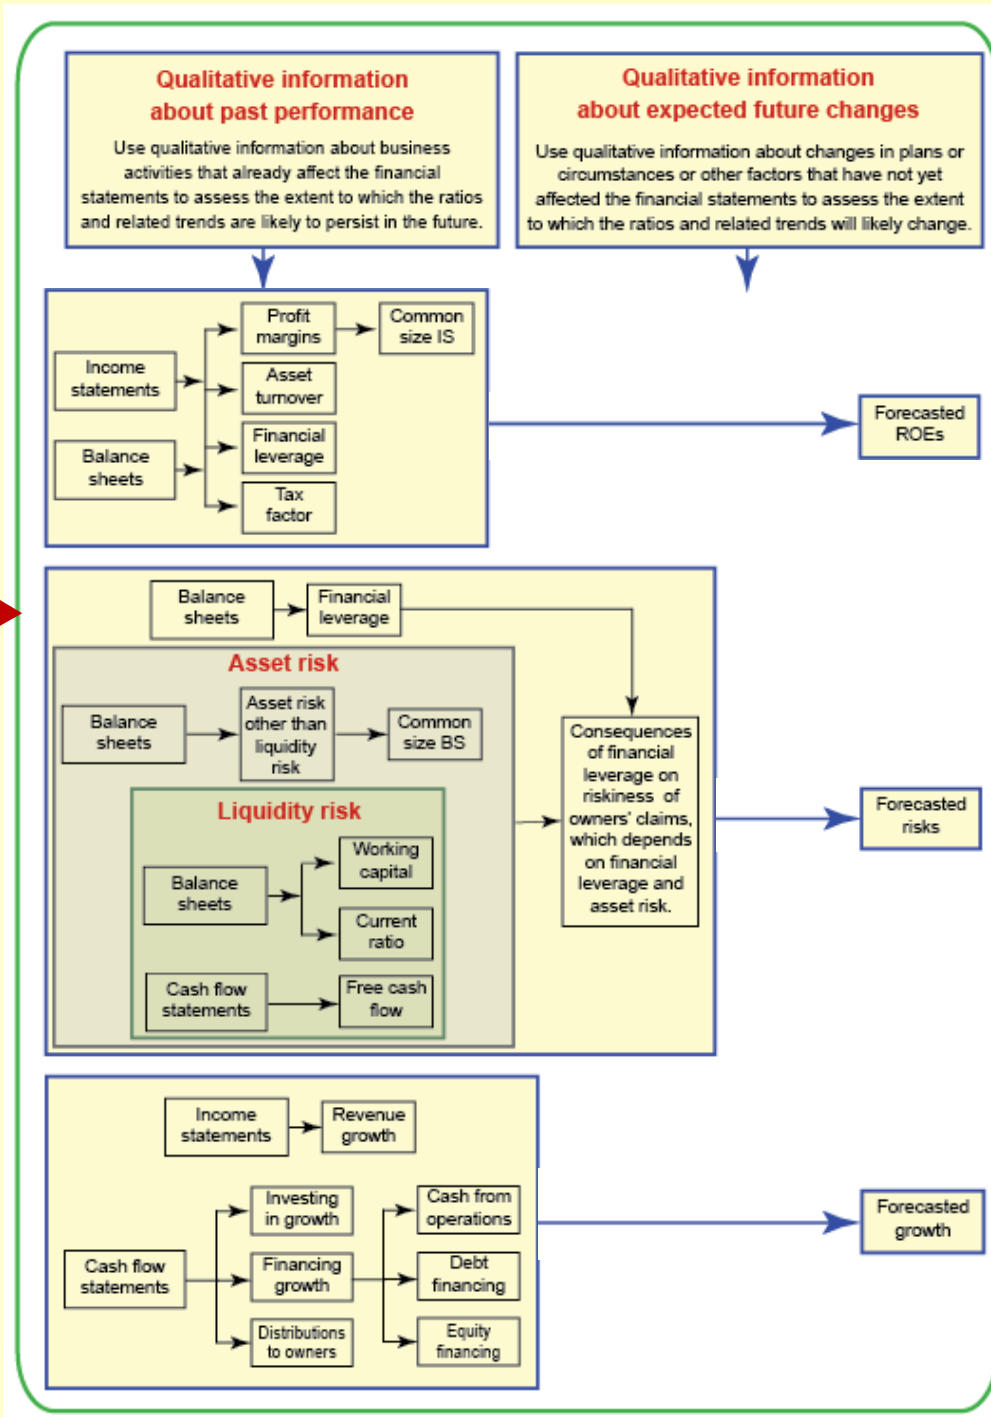 Qualitative information
about past performance
Use qualitative information about business
activities that already affect the financial
statements to assess the extent to which the ratios
and related trends are likely to persist in the future.
Qualitative information
about expected future changes
Use qualitative information about changes in plans or
circumstances or other factors that have not yet
affected the financial statements to assess the extent
to which the ratios and related trends will likely change.
Income
statements
Balance
sheets
Profit
margins
Common
size IS
Asset
turnover
Financial
leverage
Tax
factor
Forecasted
ROEs
Balance
sheets
Financial
leverage
Asset risk
Balance
sheets
Asset risk
other than
liquidity
risk
Common
size BS
Liquidity risk
Balance
sheets
Working
capital
Current
ratio
Cash flow
statements
Free cash
flow
Consequences
of financial
leverage on
riskiness of
owners' claims,
which depends
on financial
leverage and
asset risk.
Forecasted
risks
Income
statements
Revenue
growth
Cash flow
statements
Investing
in growth
Financing
growth
Distributions
to owners
Cash from
operations
Debt
financing
Equity
financing
Forecasted
growth